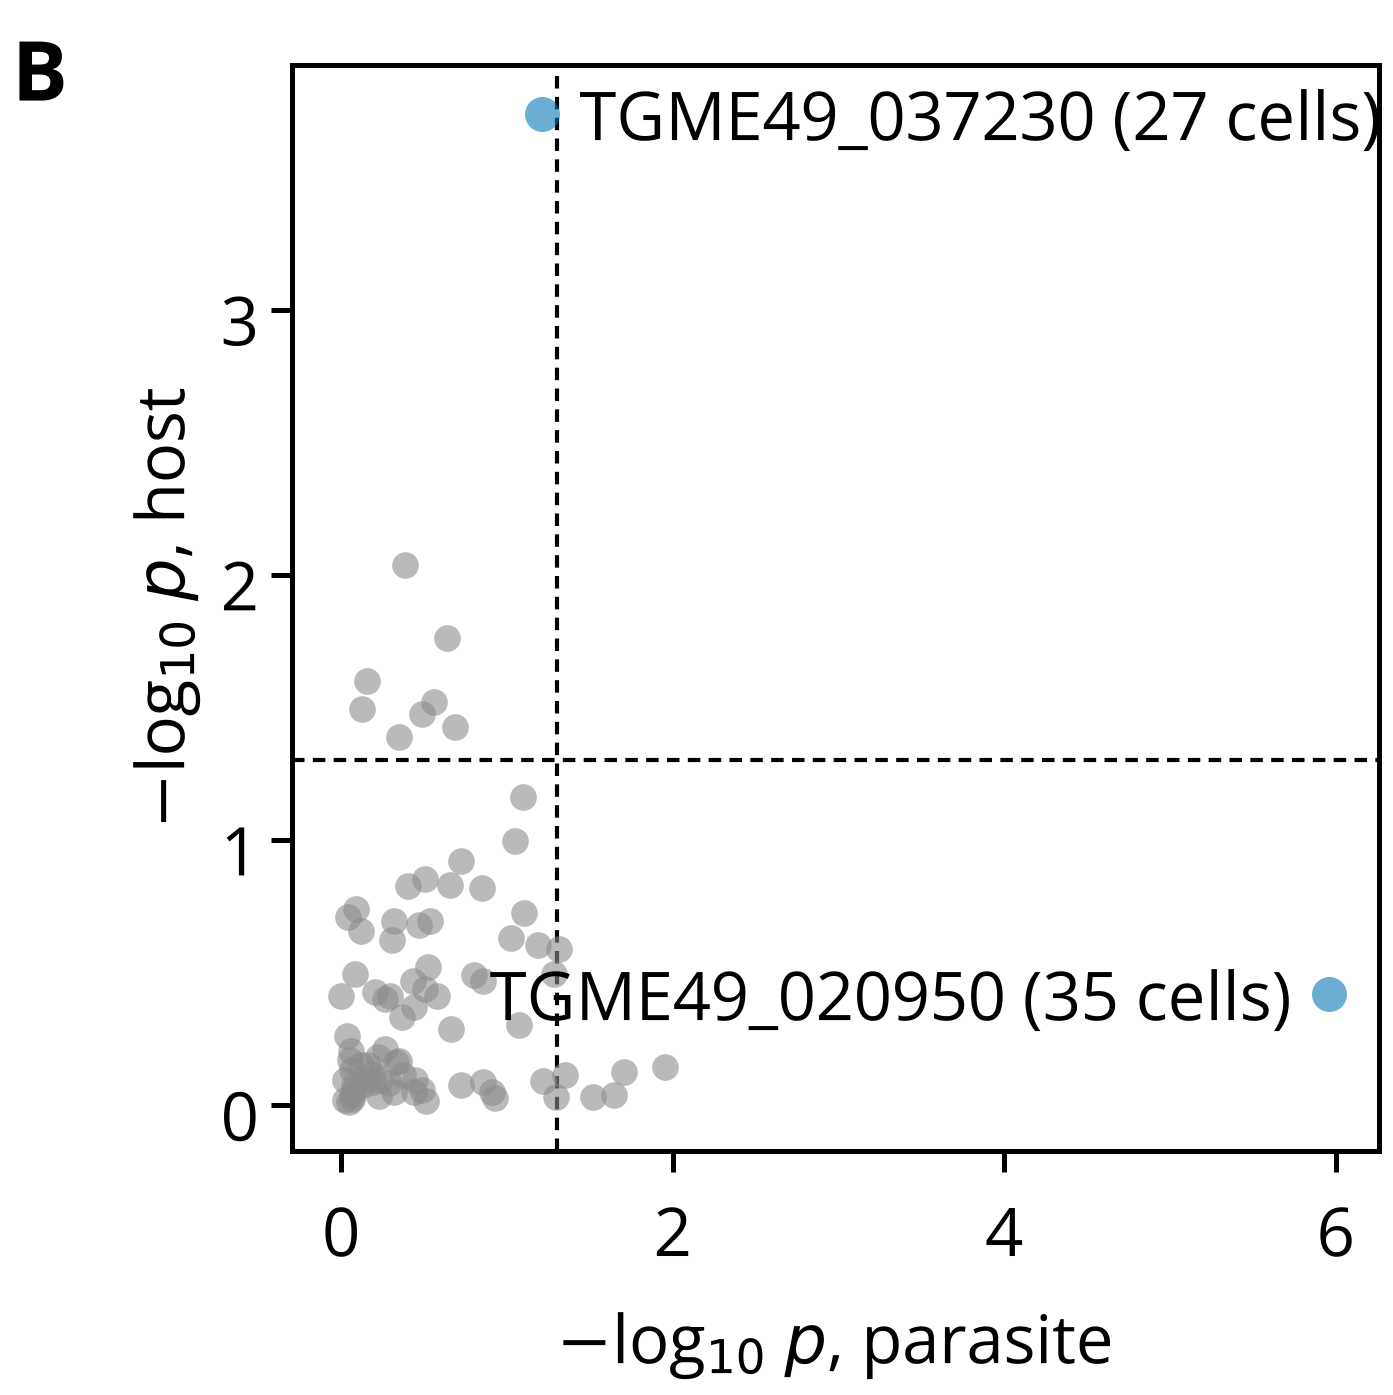 B
TGME49_037230 (27 cells)
3
2
1
0
−log₁₀ p, host
TGME49_020950 (35 cells)
0 2 4 6
−log₁₀ p, parasite